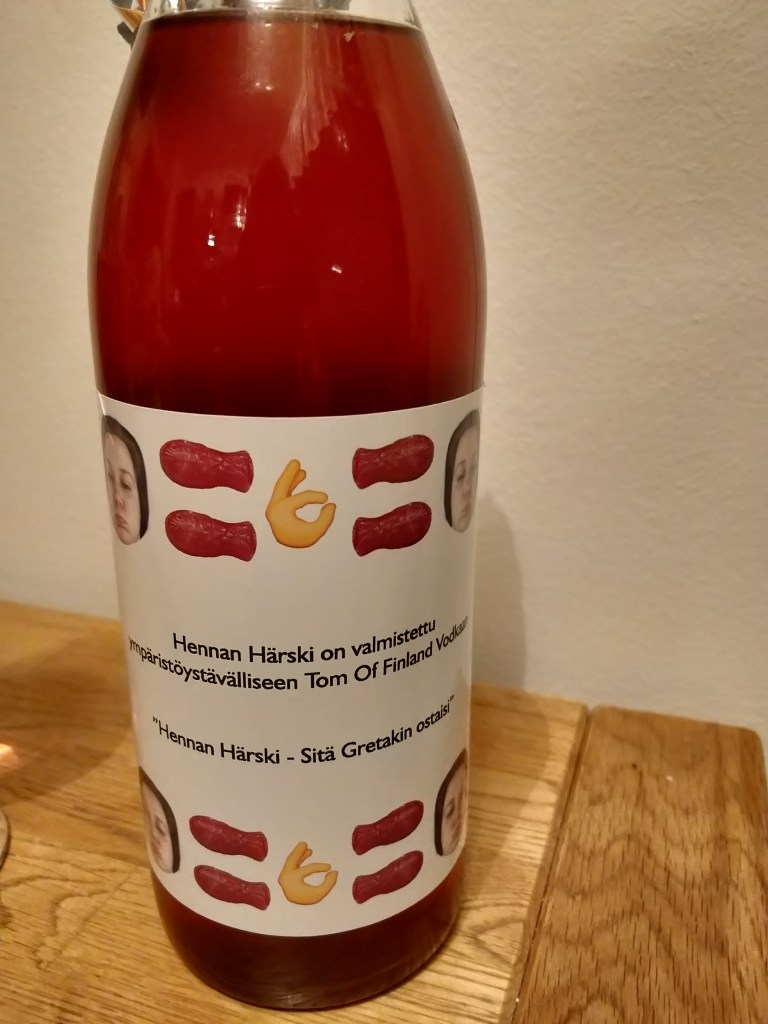 Hennan Härski on valmistettu
ympäristöystävälliseen Tom Of Finland Vodkaan
"Hennan Härski - Sitä Gretakin ostaisi"